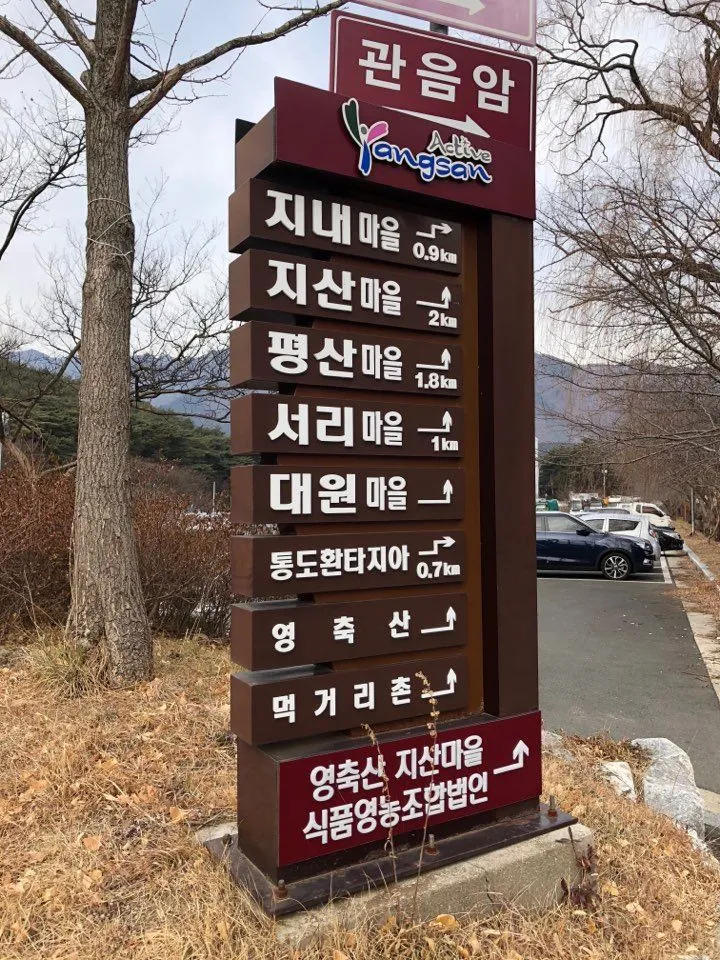 관음암
Active
Yangsan
지내마을 0.9km
지산마을 2km
평산마을 1.8km
서리마을 1km
대원마을
통도환타지아 0.7km
영축산
먹거리촌
영축산 지산마을
식품영농조합법인